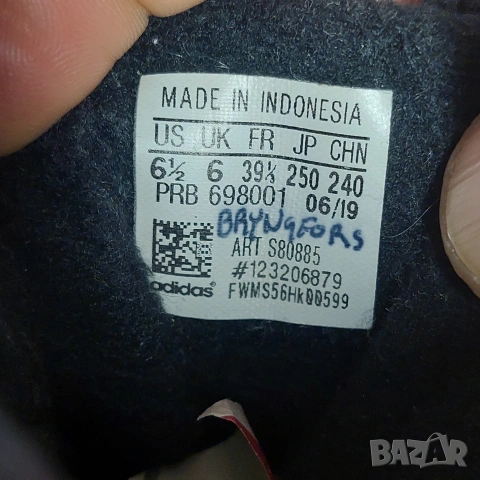 MADE IN INDONESIA
US UK FR JP CHN
6½ 6 39⅓ 250 240
PRB 698001 06/19
BRYNGFORS
ART S80885
#123206879
adidas® FWMS56Hk00599
BAZAR